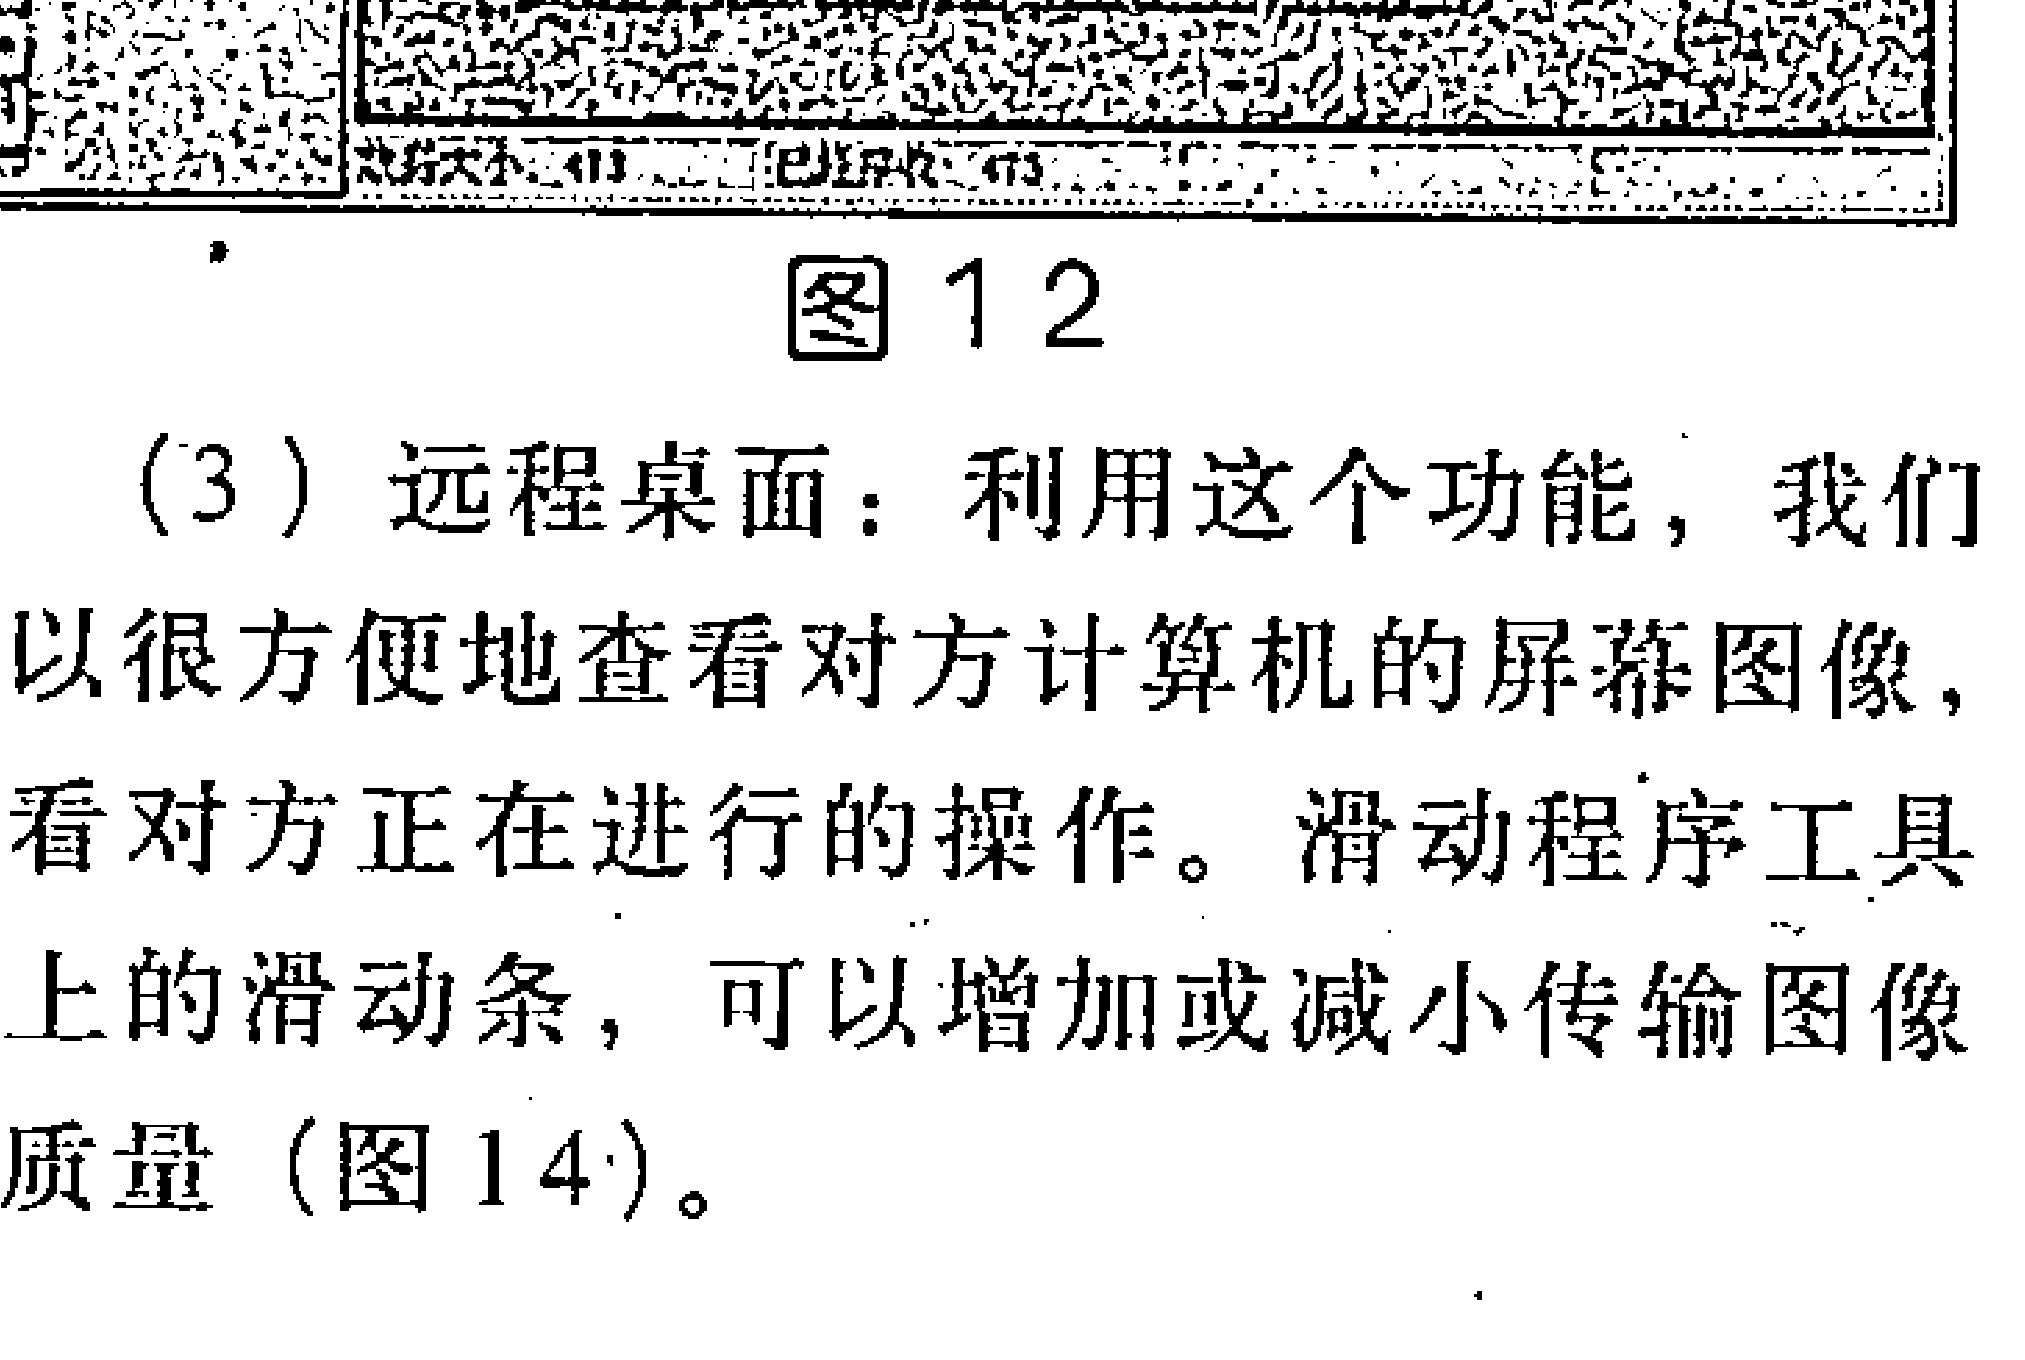 图12
(3) 远程桌面：利用这个功能，我们
以很方便地查看对方计算机的屏幕图像，
看对方正在进行的操作。滑动程序工具
上的滑动条，可以增加或减小传输图像
质量（图14）。